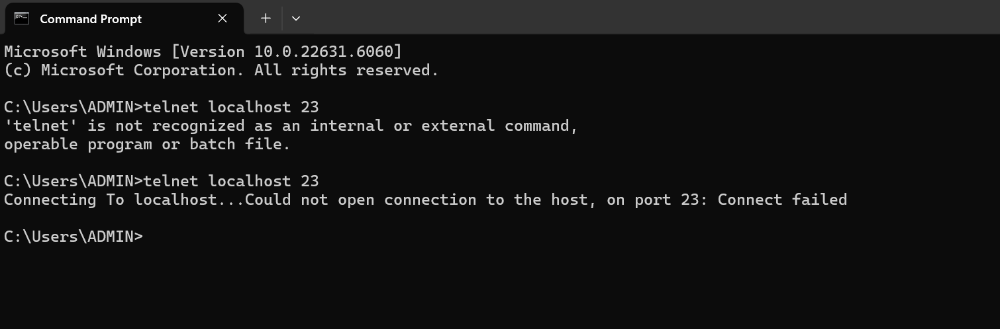 Command Prompt
Microsoft Windows [Version 10.0.22631.6060]
(c) Microsoft Corporation. All rights reserved.
C:\Users\ADMIN>telnet localhost 23
'telnet' is not recognized as an internal or external command,
operable program or batch file.
C:\Users\ADMIN>telnet localhost 23
Connecting To localhost...Could not open connection to the host, on port 23: Connect failed
C:\Users\ADMIN>